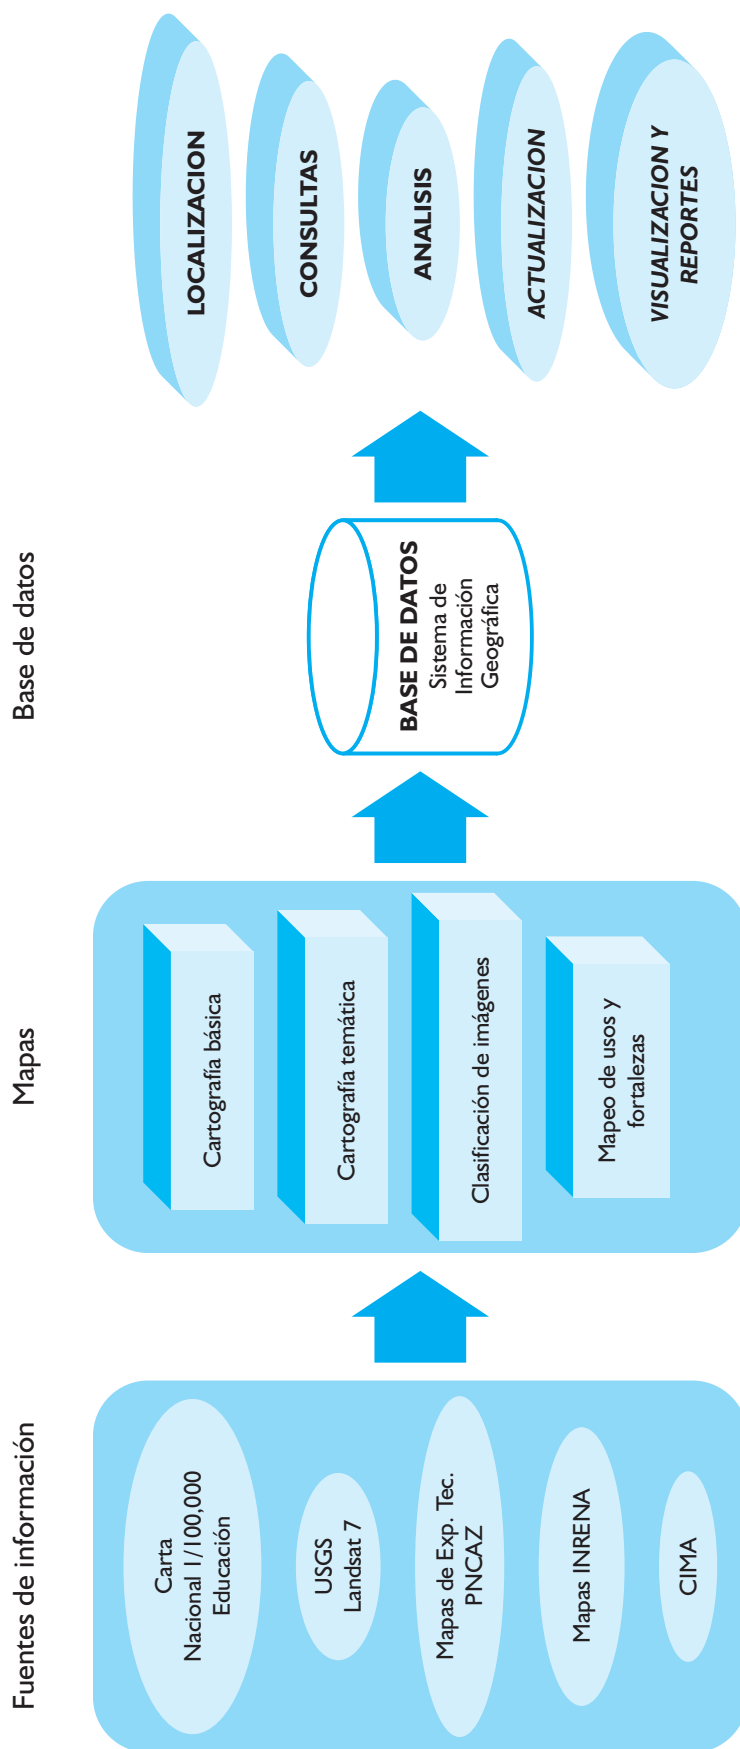 Fuentes de información
Mapas
Base de datos
Carta
Nacional 1/100,000
Educación
USGS
Landsat 7
Mapas de Exp. Tec.
PNCAZ
Mapas INRENA
CIMA
Cartografía básica
Cartografía temática
Clasificación de imágenes
Mapeo de usos y
fortalezas
BASE DE DATOS
Sistema de
Información
Geográfica
LOCALIZACION
CONSULTAS
ANALISIS
ACTUALIZACION
VISUALIZACION Y
REPORTES